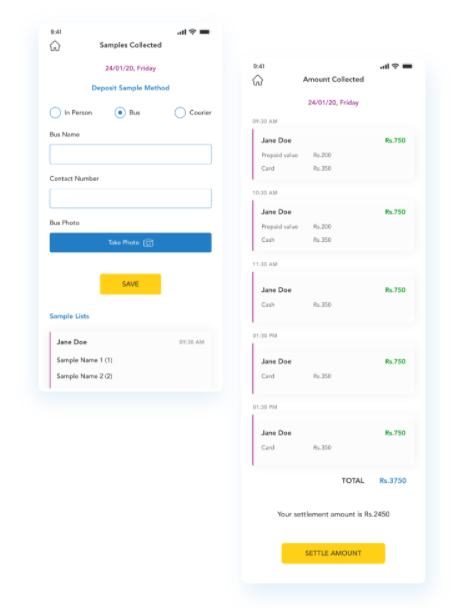 9:41
Samples Collected
24/01/20, Friday
Deposit Sample Method
In Person Bus Courier
Bus Name
Contact Number
Bus Photo
Take Photo
SAVE
Sample Lists
Jane Doe 09:30 AM
Sample Name 1 (1)
Sample Name 2 (2)
9:41
Amount Collected
24/01/20, Friday
09:30 AM
Jane Doe Rs.750
Prepaid value Rs.200
Card Rs.350
10:30 AM
Jane Doe Rs.750
Prepaid value Rs.200
Cash Rs.350
11:30 AM
Jane Doe Rs.750
Cash Rs.350
01:30 PM
Jane Doe Rs.750
Card Rs.350
01:30 PM
Jane Doe Rs.750
Card Rs.350
TOTAL Rs.3750
Your settlement amount is Rs.2450
SETTLE AMOUNT